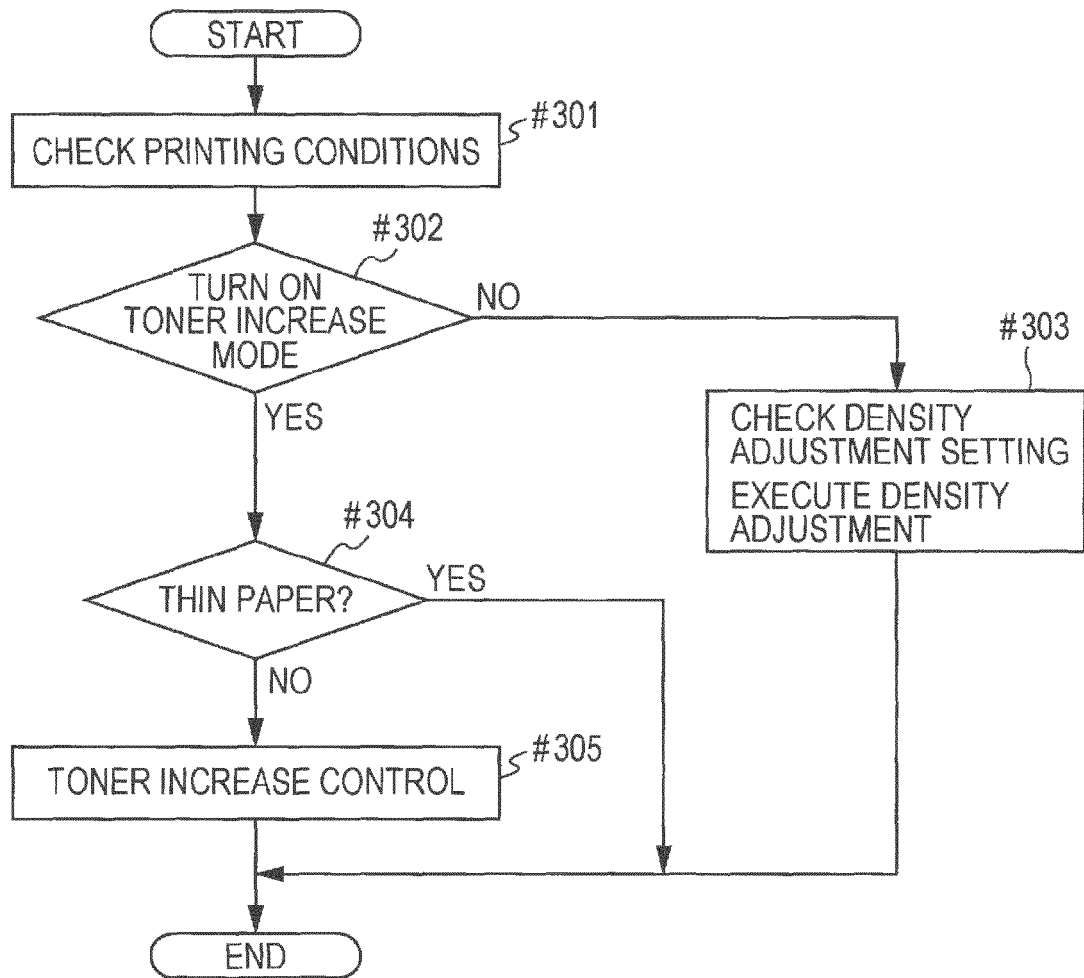 START
#301
CHECK PRINTING CONDITIONS
#302
TURN ON
TONER INCREASE
MODE
NO
YES
#303
CHECK DENSITY
ADJUSTMENT SETTING
EXECUTE DENSITY
ADJUSTMENT
#304
THIN PAPER?
YES
NO
#305
TONER INCREASE CONTROL
END